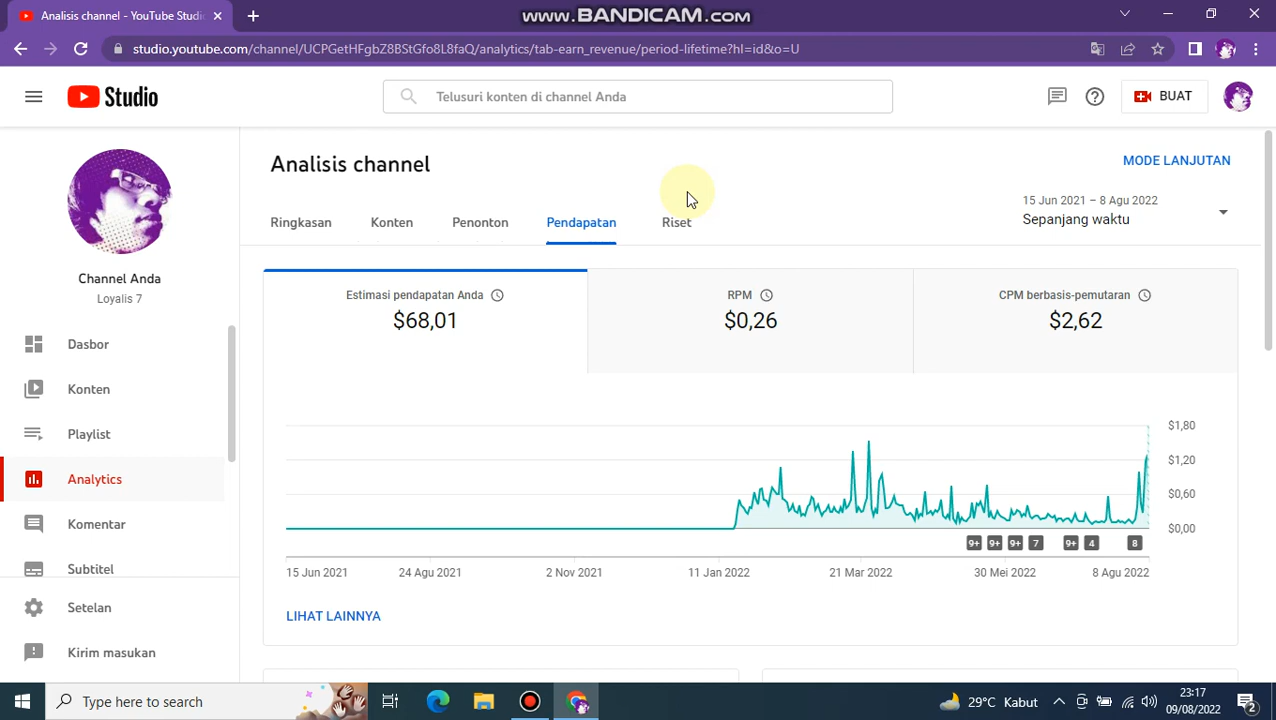 Analisis channel - YouTube Studio
www.BANDICAM.com
studio.youtube.com/channel/UCPGetHFgbZ8BStGfo8L8faQ/analytics/tab-earn_revenue/period-lifetime?hl=id&o=U
Studio
Telusuri konten di channel Anda
BUAT
Channel Anda
Loyalis 7
Dasbor
Konten
Playlist
Analytics
Komentar
Subtitel
Setelan
Kirim masukan
Analisis channel
MODE LANJUTAN
Ringkasan
Konten
Penonton
Pendapatan
Riset
15 Jun 2021 – 8 Agu 2022
Sepanjang waktu
Estimasi pendapatan Anda
$68,01
RPM
$0,26
CPM berbasis-pemutaran
$2,62
$1,80
$1,20
$0,60
$0,00
9+ 9+ 9+ 7 9+ 4 8
15 Jun 2021 24 Agu 2021 2 Nov 2021 11 Jan 2022 21 Mar 2022 30 Mei 2022 8 Agu 2022
LIHAT LAINNYA
Type here to search
29°C Kabut
23:17
09/08/2022
2